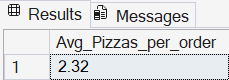 Results Messages
Avg_Pizzas_per_order
1 2.32